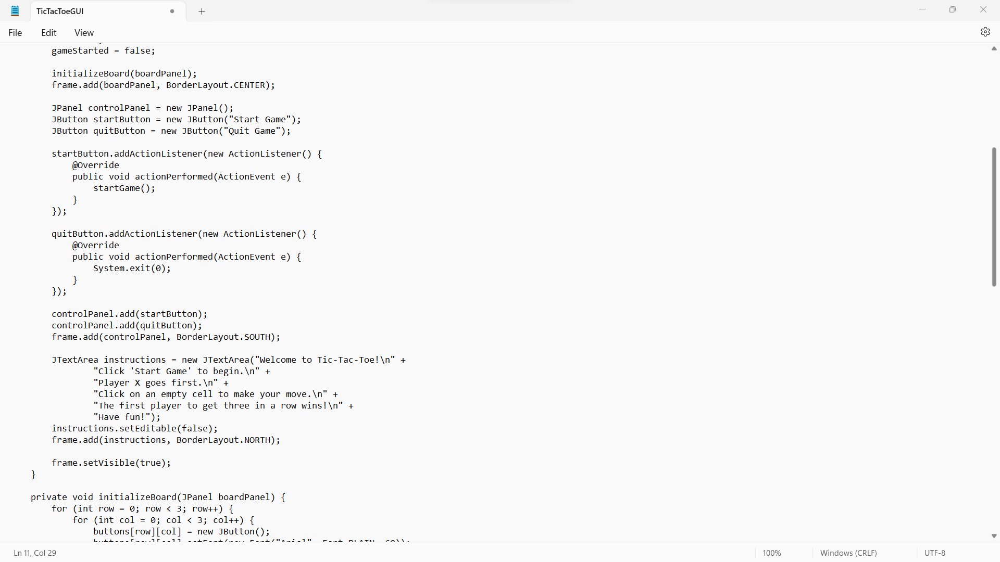 TicTacToeGUI
File Edit View
gameStarted = false;
initializeBoard(boardPanel);
frame.add(boardPanel, BorderLayout.CENTER);
JPanel controlPanel = new JPanel();
JButton startButton = new JButton("Start Game");
JButton quitButton = new JButton("Quit Game");
startButton.addActionListener(new ActionListener() {
@Override
public void actionPerformed(ActionEvent e) {
startGame();
}
});
quitButton.addActionListener(new ActionListener() {
@Override
public void actionPerformed(ActionEvent e) {
System.exit(0);
}
});
controlPanel.add(startButton);
controlPanel.add(quitButton);
frame.add(controlPanel, BorderLayout.SOUTH);
JTextArea instructions = new JTextArea("Welcome to Tic-Tac-Toe!\n" +
"Click 'Start Game' to begin.\n" +
"Player X goes first.\n" +
"Click on an empty cell to make your move.\n" +
"The first player to get three in a row wins!\n" +
"Have fun!");
instructions.setEditable(false);
frame.add(instructions, BorderLayout.NORTH);
frame.setVisible(true);
}
private void initializeBoard(JPanel boardPanel) {
for (int row = 0; row < 3; row++) {
for (int col = 0; col < 3; col++) {
buttons[row][col] = new JButton();
Ln 11, Col 29 100% Windows (CRLF) UTF-8